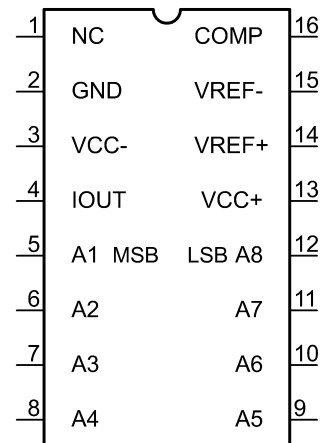 1 NC COMP 16
2 GND VREF- 15
3 VCC- VREF+ 14
4 IOUT VCC+ 13
5 A1 MSB LSB A8 12
6 A2 A7 11
7 A3 A6 10
8 A4 A5 9